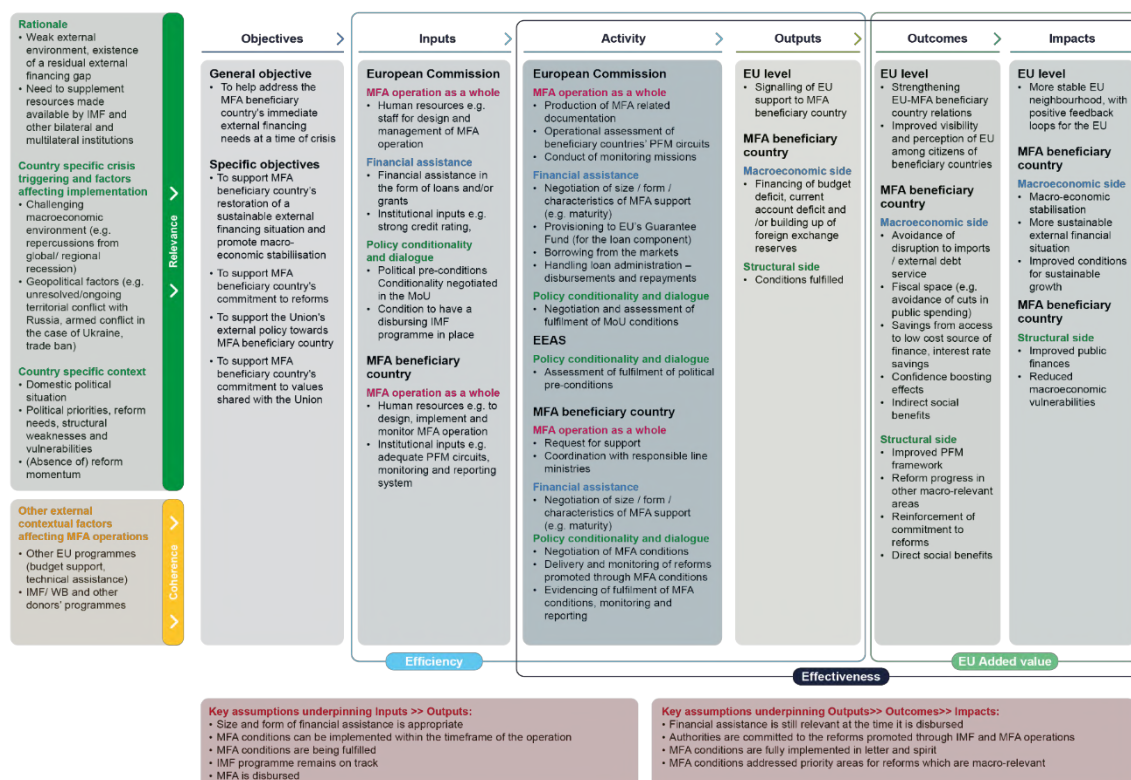 Rationale
• Weak external
environment, existence
of a residual external
financing gap
• Need to supplement
resources made
available by IMF and
other bilateral and
multilateral institutions
Country specific crisis
triggering and factors
affecting implementation
• Challenging
macroeconomic
environment (e.g.
repercussions from
global/ regional
recession)
• Geopolitical factors (e.g.
unresolved/ongoing
territorial conflict with
Russia, armed conflict in
the case of Ukraine,
trade ban)
Country specific context
• Domestic political
situation
• Political priorities, reform
needs, structural
weaknesses and
vulnerabilities
• (Absence of) reform
momentum
Relevance
Other external
contextual factors
affecting MFA operations
• Other EU programmes
(budget support,
technical assistance)
• IMF/ WB and other
donors' programmes
Coherence
Objectives
General objective
• To help address the
MFA beneficiary
country's immediate
external financing
needs at a time of crisis
Specific objectives
• To support MFA
beneficiary country's
restoration of a
sustainable external
financing situation and
promote macro-
economic stabilisation
• To support MFA
beneficiary country's
commitment to reforms
• To support the Union's
external policy towards
MFA beneficiary country
• To support MFA
beneficiary country's
commitment to values
shared with the Union
Inputs
European Commission
MFA operation as a whole
• Human resources e.g.
staff for design and
management of MFA
operation
Financial assistance
• Financial assistance in
the form of loans and/or
grants
• Institutional inputs e.g.
strong credit rating,
Policy conditionality
and dialogue
• Political pre-conditions
Conditionality negotiated
in the MoU
• Condition to have a
disbursing IMF
programme in place
MFA beneficiary
country
MFA operation as a whole
• Human resources e.g. to
design, implement and
monitor MFA operation
• Institutional inputs e.g.
adequate PFM circuits,
monitoring and reporting
system
Activity
European Commission
MFA operation as a whole
• Production of MFA related
documentation
• Operational assessment of
beneficiary countries' PFM circuits
• Conduct of monitoring missions
Financial assistance
• Negotiation of size / form /
characteristics of MFA support
(e.g. maturity)
• Provisioning to EU's Guarantee
Fund (for the loan component)
• Borrowing from the markets
• Handling loan administration –
disbursements and repayments
Policy conditionality and dialogue
• Negotiation and assessment of
fulfilment of MoU conditions
EEAS
Policy conditionality and dialogue
• Assessment of fulfilment of political
pre-conditions
MFA beneficiary country
MFA operation as a whole
• Request for support
• Coordination with responsible line
ministries
Financial assistance
• Negotiation of size / form /
characteristics of MFA support
(e.g. maturity)
Policy conditionality and dialogue
• Negotiation of MFA conditions
• Delivery and monitoring of reforms
promoted through MFA conditions
• Evidencing of fulfilment of MFA
conditions, monitoring and
reporting
Outputs
EU level
• Signalling of EU
support to MFA
beneficiary country
MFA beneficiary
country
Macroeconomic side
• Financing of budget
deficit, current
account deficit and
/or building up of
foreign exchange
reserves
Structural side
• Conditions fulfilled
Outcomes
EU level
• Strengthening
EU-MFA beneficiary
country relations
• Improved visibility
and perception of EU
among citizens of
beneficiary countries
MFA beneficiary
country
Macroeconomic side
• Avoidance of
disruption to imports
/ external debt
service
• Fiscal space (e.g.
avoidance of cuts in
public spending)
• Savings from access
to low cost source of
finance, interest rate
savings
• Confidence boosting
effects
• Indirect social
benefits
Structural side
• Improved PFM
framework
• Reform progress in
other macro-relevant
areas
• Reinforcement of
commitment to
reforms
• Direct social benefits
Impacts
EU level
• More stable EU
neighbourhood, with
positive feedback
loops for the EU
MFA beneficiary
country
Macroeconomic side
• Macro-economic
stabilisation
• More sustainable
external financial
situation
• Improved conditions
for sustainable
growth
MFA beneficiary
country
Structural side
• Improved public
finances
• Reduced
macroeconomic
vulnerabilities
Efficiency
EU Added value
Effectiveness
Key assumptions underpinning Inputs >> Outputs:
• Size and form of financial assistance is appropriate
• MFA conditions can be implemented within the timeframe of the operation
• MFA conditions are being fulfilled
• IMF programme remains on track
• MFA is disbursed
Key assumptions underpinning Outputs>> Outcomes>> Impacts:
• Financial assistance is still relevant at the time it is disbursed
• Authorities are committed to the reforms promoted through IMF and MFA operations
• MFA conditions are fully implemented in letter and spirit
• MFA conditions addressed priority areas for reforms which are macro-relevant